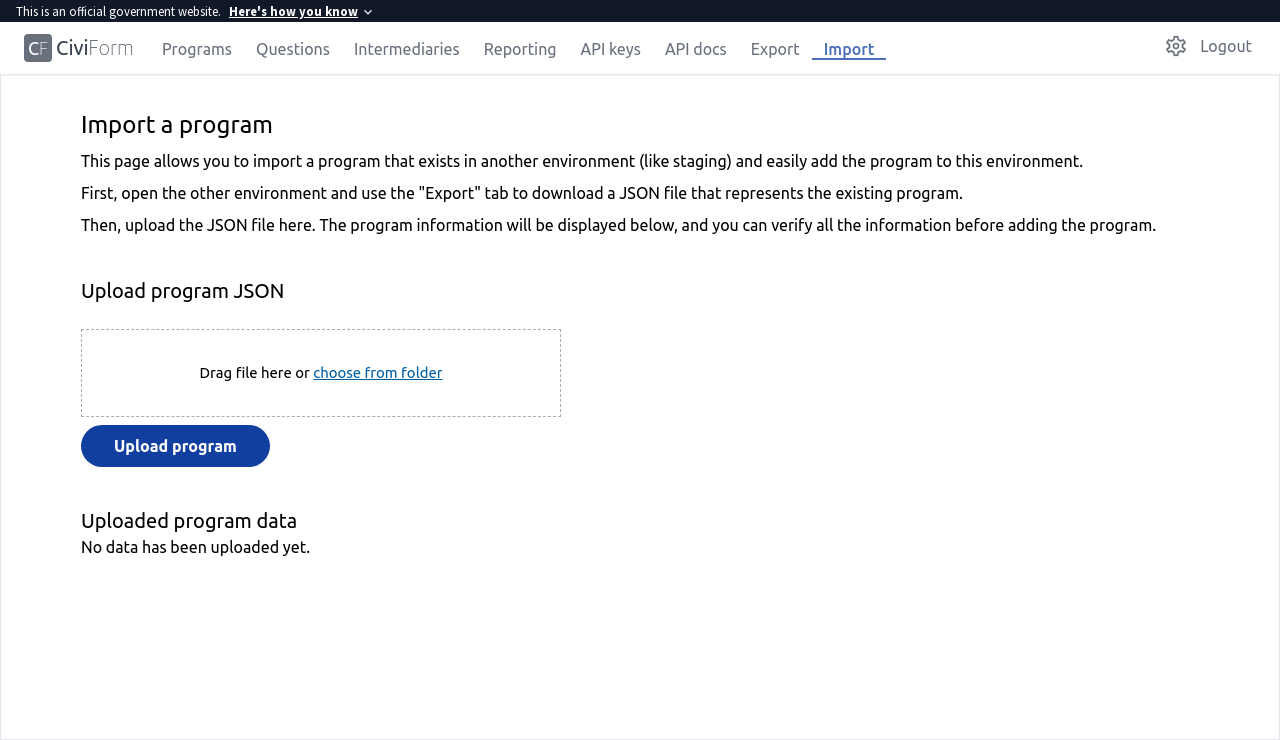 This is an official government website. Here's how you know
CF CiviForm Programs Questions Intermediaries Reporting API keys API docs Export Import Logout
Import a program
This page allows you to import a program that exists in another environment (like staging) and easily add the program to this environment.
First, open the other environment and use the "Export" tab to download a JSON file that represents the existing program.
Then, upload the JSON file here. The program information will be displayed below, and you can verify all the information before adding the program.
Upload program JSON
Drag file here or choose from folder
Upload program
Uploaded program data
No data has been uploaded yet.